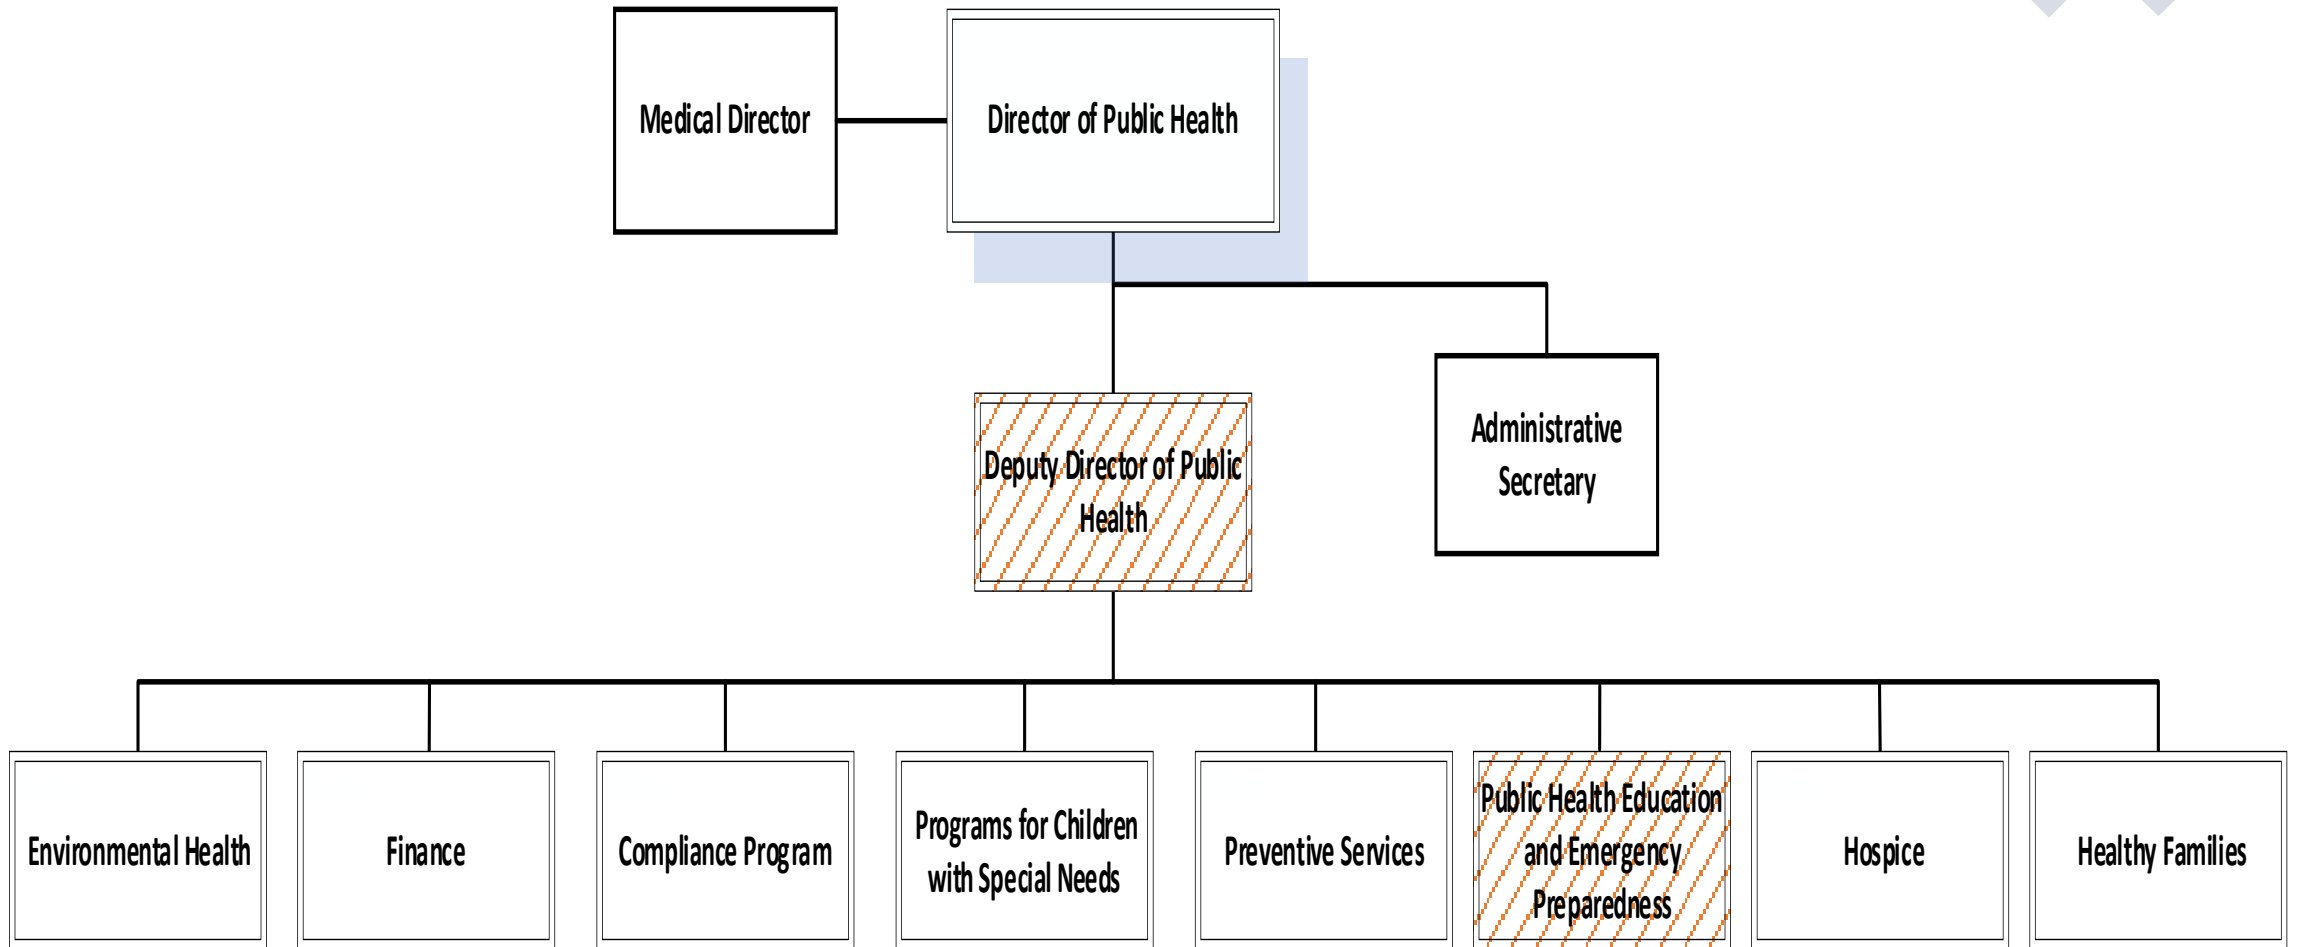 Medical Director
Director of Public Health
Deputy Director of Public
Health
Administrative
Secretary
Environmental Health
Finance
Compliance Program
Programs for Children
with Special Needs
Preventive Services
Public Health Education
and Emergency
Preparedness
Hospice
Healthy Families